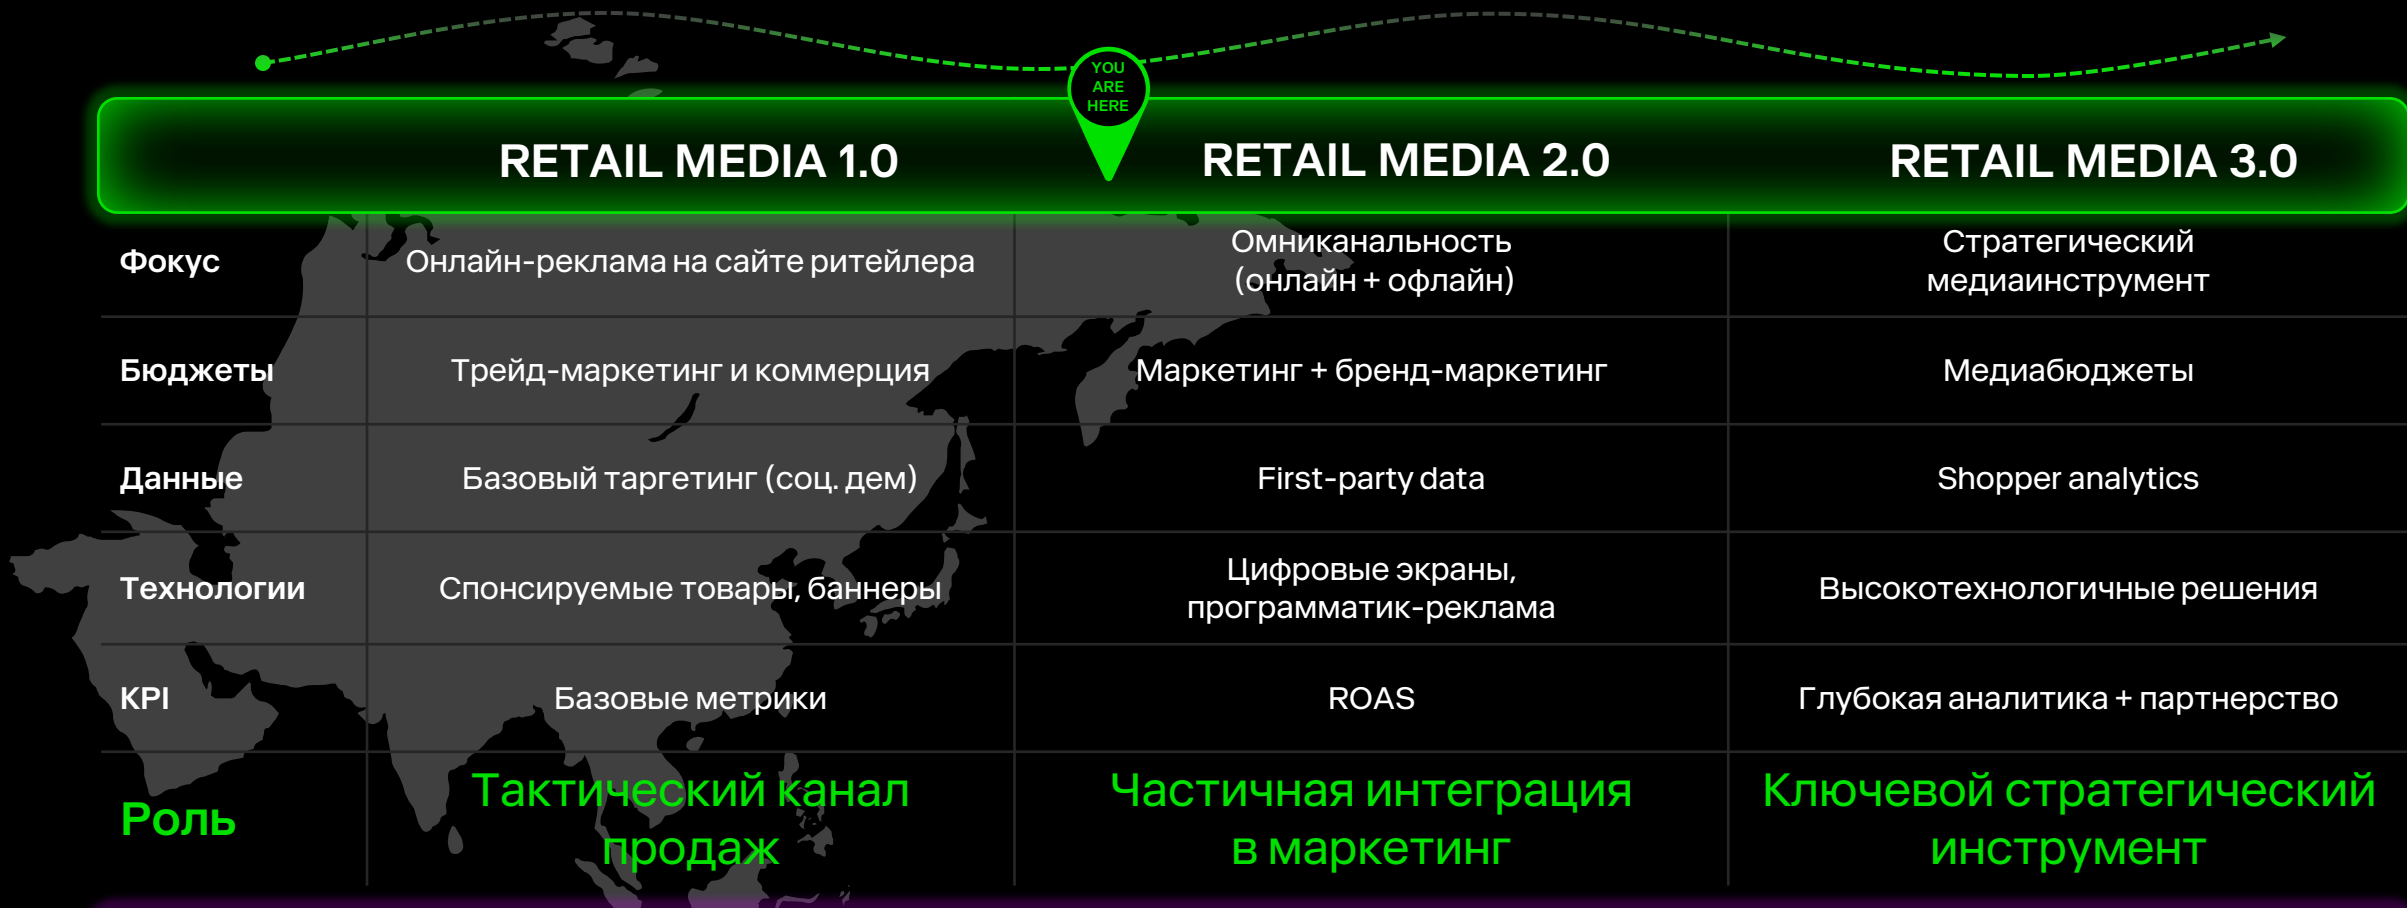 YOU
ARE
HERE
RETAIL MEDIA 1.0
RETAIL MEDIA 2.0
RETAIL MEDIA 3.0
Фокус
Онлайн-реклама на сайте ритейлера
Омниканальность
(онлайн + офлайн)
Стратегический
медиаинструмент
Бюджеты
Трейд-маркетинг и коммерция
Маркетинг + бренд-маркетинг
Медиабюджеты
Данные
Базовый таргетинг (соц. дем)
First-party data
Shopper analytics
Технологии
Спонсируемые товары, баннеры
Цифровые экраны,
программатик-реклама
Высокотехнологичные решения
KPI
Базовые метрики
ROAS
Глубокая аналитика + партнерство
Роль
Тактический канал
продаж
Частичная интеграция
в маркетинг
Ключевой стратегический
инструмент